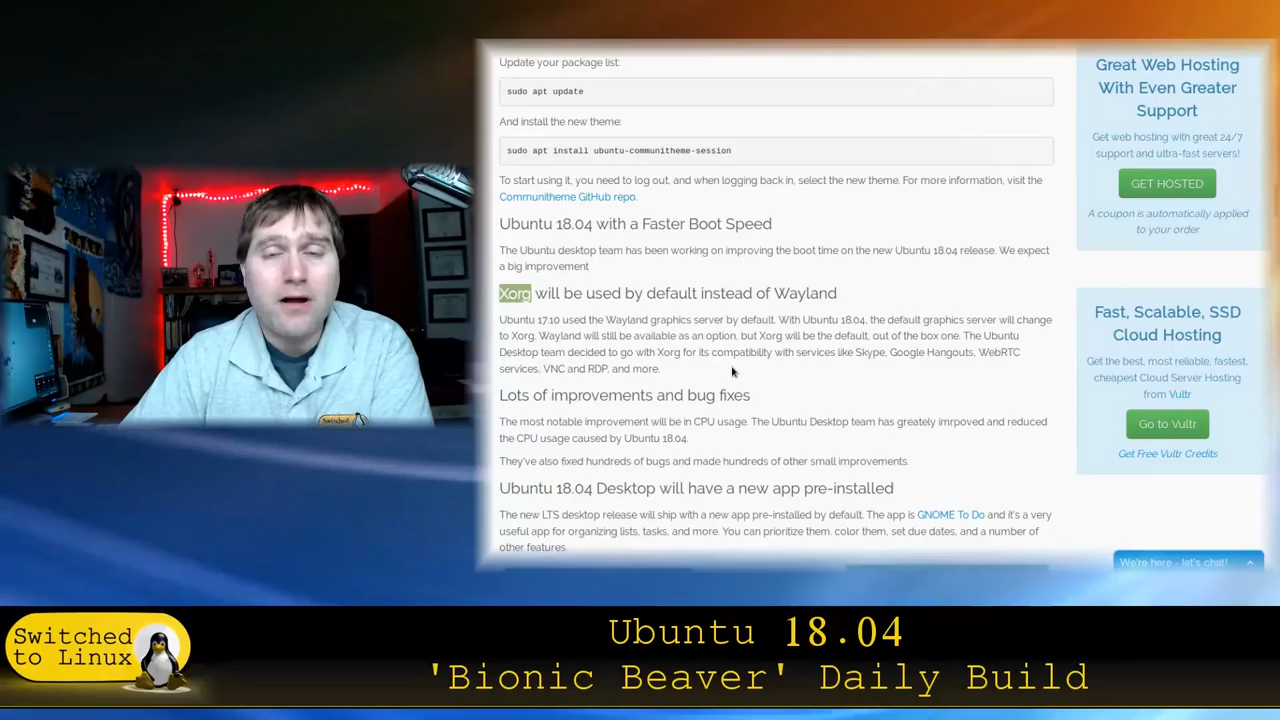 Update your package list:
sudo apt update
And install the new theme:
sudo apt install ubuntu-communitheme-session
To start using it, you need to log out, and when logging back in, select the new theme. For more information, visit the
Communitheme GitHub repo.
Ubuntu 18.04 with a Faster Boot Speed
The Ubuntu desktop team has been working on improving the boot time on the new Ubuntu 18.04 release. We expect
a big improvement
Xorg will be used by default instead of Wayland
Ubuntu 17.10 used the Wayland graphics server by default. With Ubuntu 18.04, the default graphics server will change
to Xorg. Wayland will still be available as an option, but Xorg will be the default, out of the box one. The Ubuntu
Desktop team decided to go with Xorg for its compatibility with services like Skype, Google Hangouts, WebRTC
services, VNC and RDP, and more.
Lots of improvements and bug fixes
The most notable improvement will be in CPU usage. The Ubuntu Desktop team has greately imrpoved and reduced
the CPU usage caused by Ubuntu 18.04.
They've also fixed hundreds of bugs and made hundreds of other small improvements.
Ubuntu 18.04 Desktop will have a new app pre-installed
The new LTS desktop release will ship with a new app pre-installed by default. The app is GNOME To Do and it's a very
useful app for organizing lists, tasks, and more. You can prioritize them, color them, set due dates, and a number of
other features.
Great Web Hosting
With Even Greater
Support
Get web hosting with great 24/7
support and ultra-fast servers!
GET HOSTED
A coupon is automatically applied
to your order
Fast, Scalable, SSD
Cloud Hosting
Get the best, most reliable, fastest,
cheapest Cloud Server Hosting
from Vultr
Go to Vultr
Get Free Vultr Credits
We're here - let's chat!
Switched
Switched
to Linux
Ubuntu 18.04
'Bionic Beaver' Daily Build